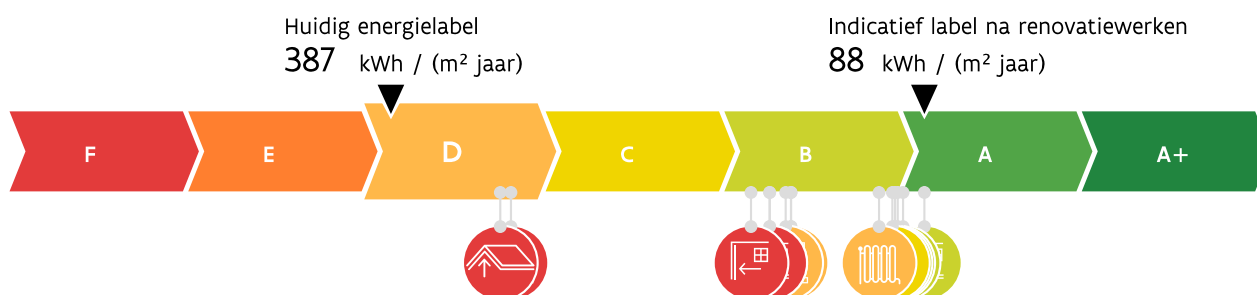 Huidig energielabel
387 kWh / (m² jaar)
Indicatief label na renovatiewerken
88 kWh / (m² jaar)
F E D C B A A+